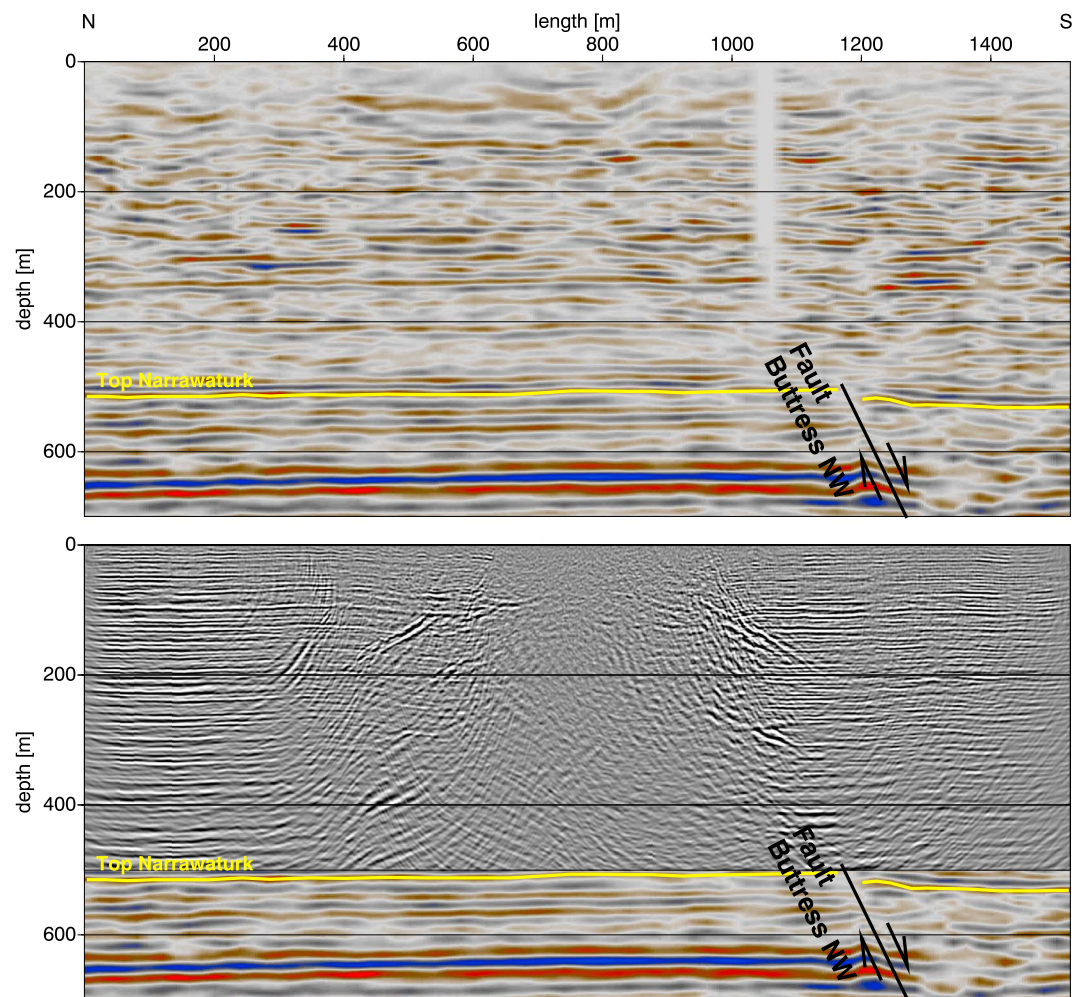 N length [m] S
200 400 600 800 1000 1200 1400
0
200
depth [m]
400
Top Narrawaturk
Fault
Buttress NW
600
0
200
depth [m]
400
Top Narrawaturk
Fault
Buttress NW
600